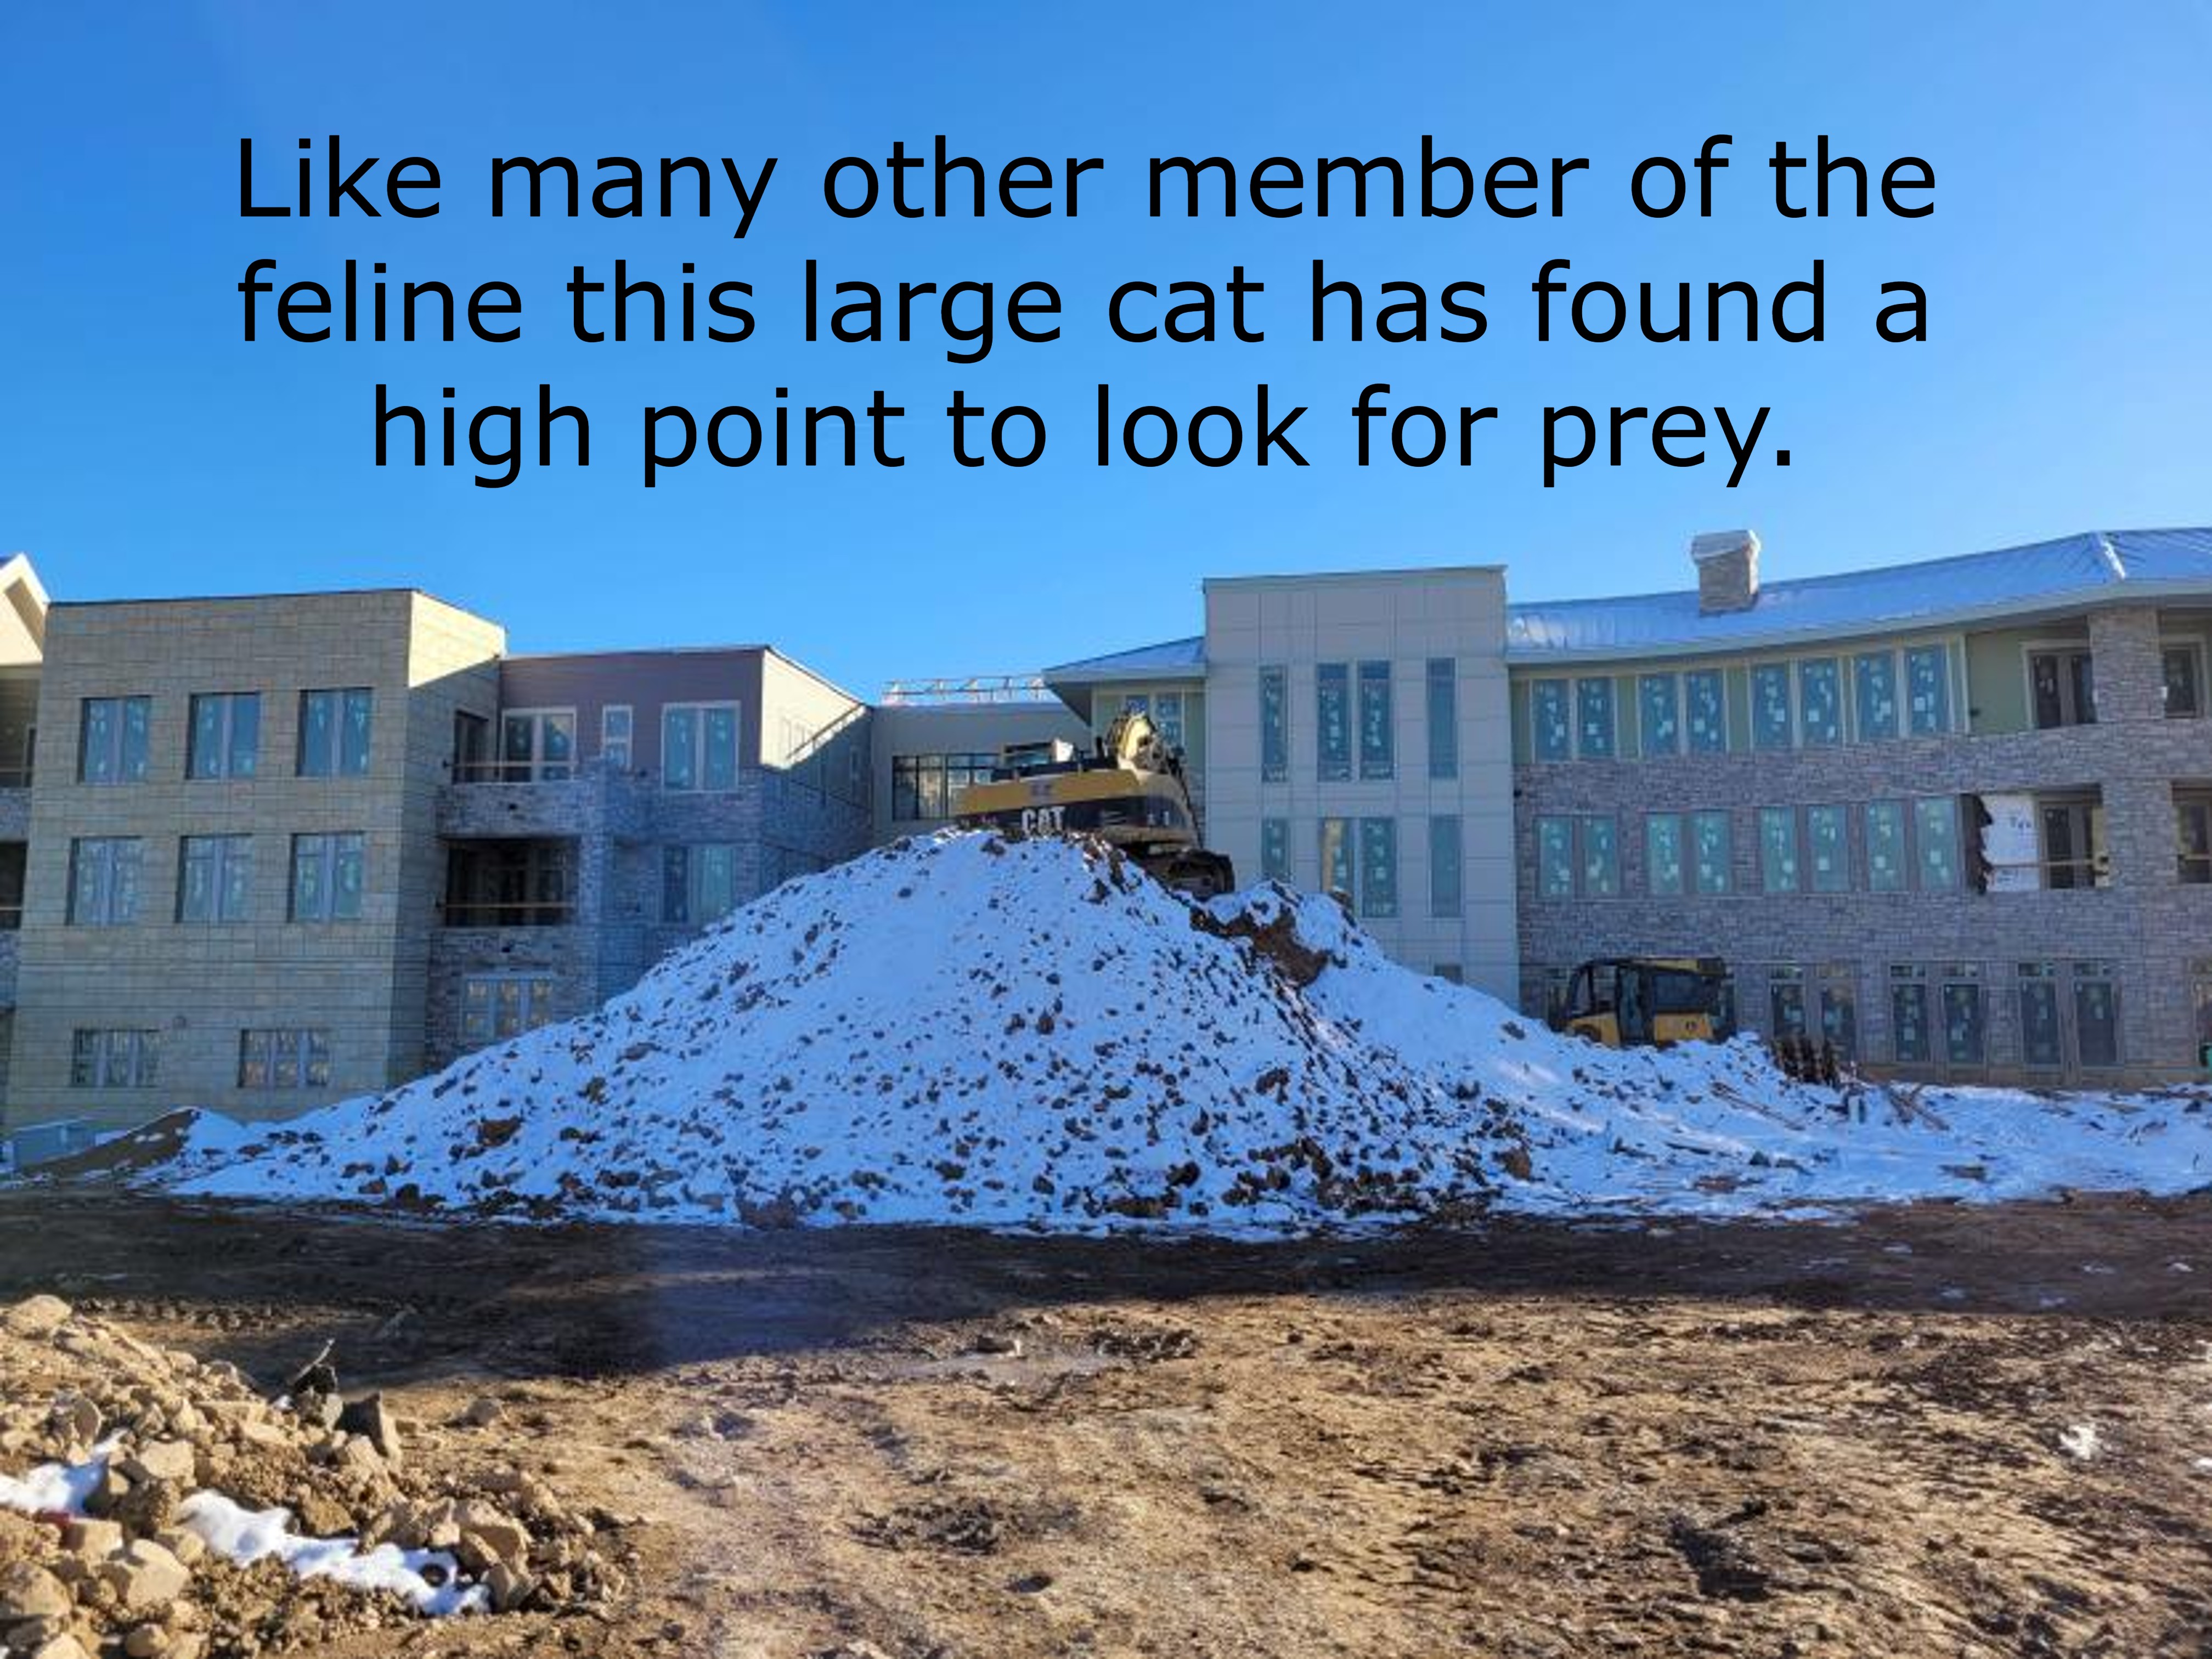 Like many other member of the
feline this large cat has found a
high point to look for prey.
CAT